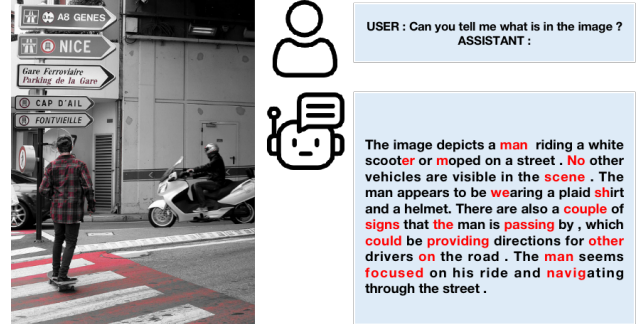 A8 GENES
NICE
Gare Ferroviaire
Parking de la Gare
CAP D'AIL
FONTVIEILLE
USER : Can you tell me what is in the image ?
ASSISTANT :
The image depicts a man riding a white
scooter or moped on a street . No other
vehicles are visible in the scene . The
man appears to be wearing a plaid shirt
and a helmet. There are also a couple of
signs that the man is passing by , which
could be providing directions for other
drivers on the road . The man seems
focused on his ride and navigating
through the street .